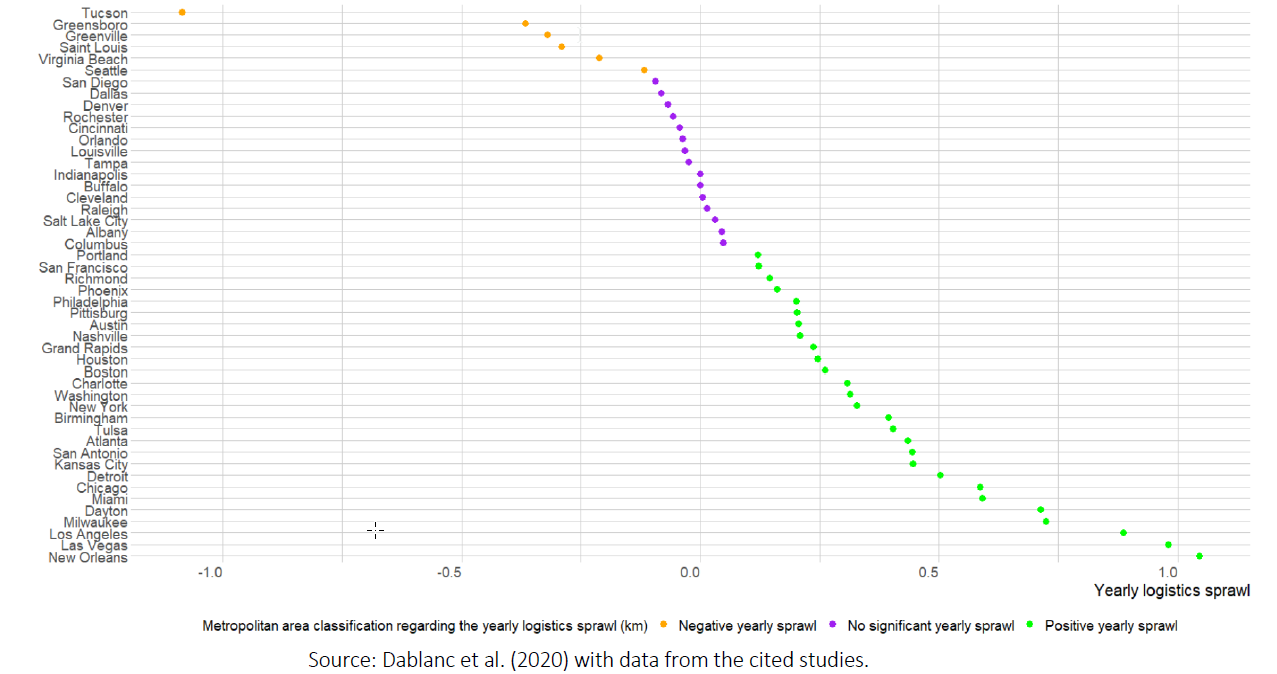 Tucson
Greensboro
Greenville
Saint Louis
Virginia Beach
Seattle
San Diego
Dallas
Denver
Rochester
Cincinnati
Orlando
Louisville
Tampa
Indianapolis
Buffalo
Cleveland
Raleigh
Salt Lake City
Albany
Columbus
Portland
San Francisco
Richmond
Phoenix
Philadelphia
Pittisburg
Austin
Nashville
Grand Rapids
Houston
Boston
Charlotte
Washington
New York
Birmingham
Tulsa
Atlanta
San Antonio
Kansas City
Detroit
Chicago
Miami
Dayton
Milwaukee
Los Angeles
Las Vegas
New Orleans
-1.0 -0.5 0.0 0.5 1.0
Yearly logistics sprawl
Metropolitan area classification regarding the yearly logistics sprawl (km) Negative yearly sprawl No significant yearly sprawl Positive yearly sprawl
Source: Dablanc et al. (2020) with data from the cited studies.